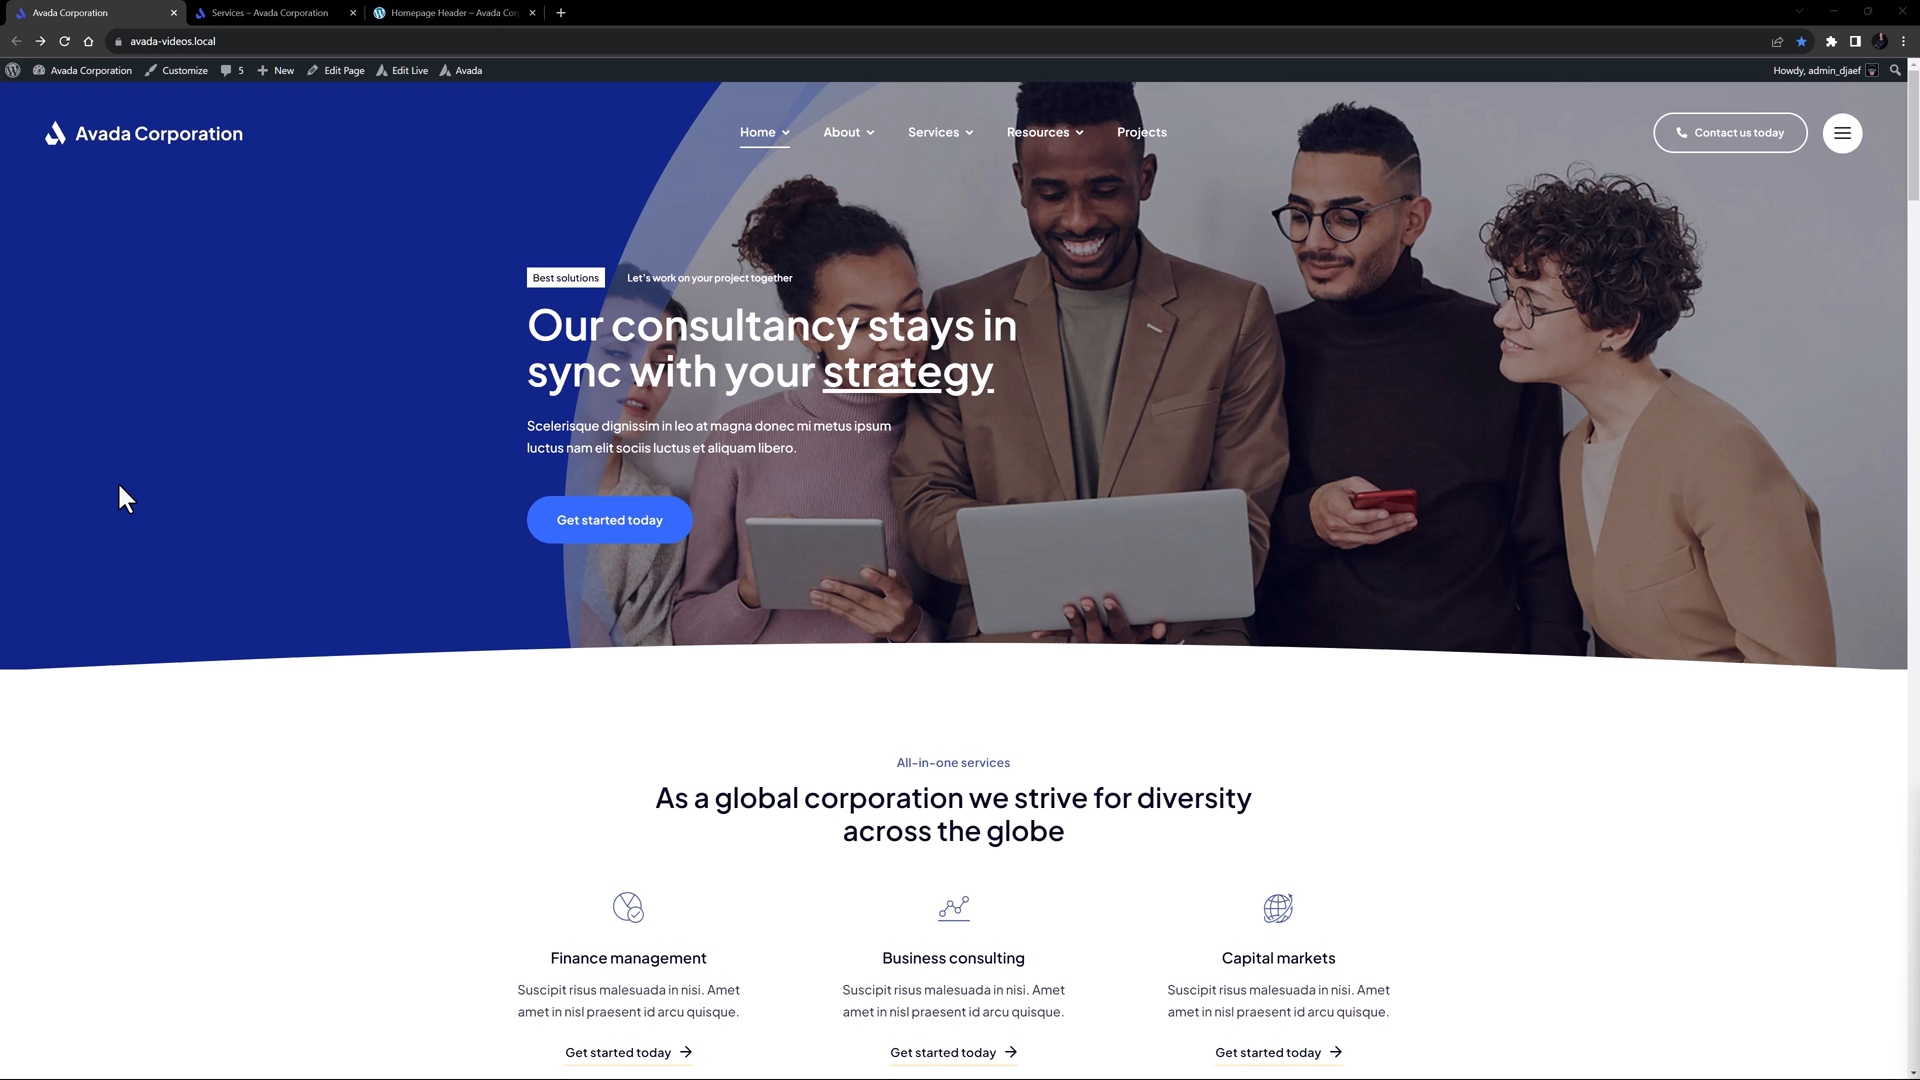 Avada Corporation
Services – Avada Corporation
Homepage Header – Avada Cor
avada-videos.local
Avada Corporation
Customize
5
New
Edit Page
Edit Live
Avada
Howdy, admin_djaef
Avada Corporation
Home
About
Services
Resources
Projects
Contact us today
Best solutions
Let's work on your project together
Our consultancy stays in
sync with your strategy
Scelerisque dignissim in leo at magna donec mi metus ipsum
luctus nam elit sociis luctus et aliquam libero.
Get started today
All-in-one services
As a global corporation we strive for diversity
across the globe
Finance management
Suscipit risus malesuada in nisi. Amet
amet in nisl praesent id arcu quisque.
Get started today
Business consulting
Suscipit risus malesuada in nisi. Amet
amet in nisl praesent id arcu quisque.
Get started today
Capital markets
Suscipit risus malesuada in nisi. Amet
amet in nisl praesent id arcu quisque.
Get started today